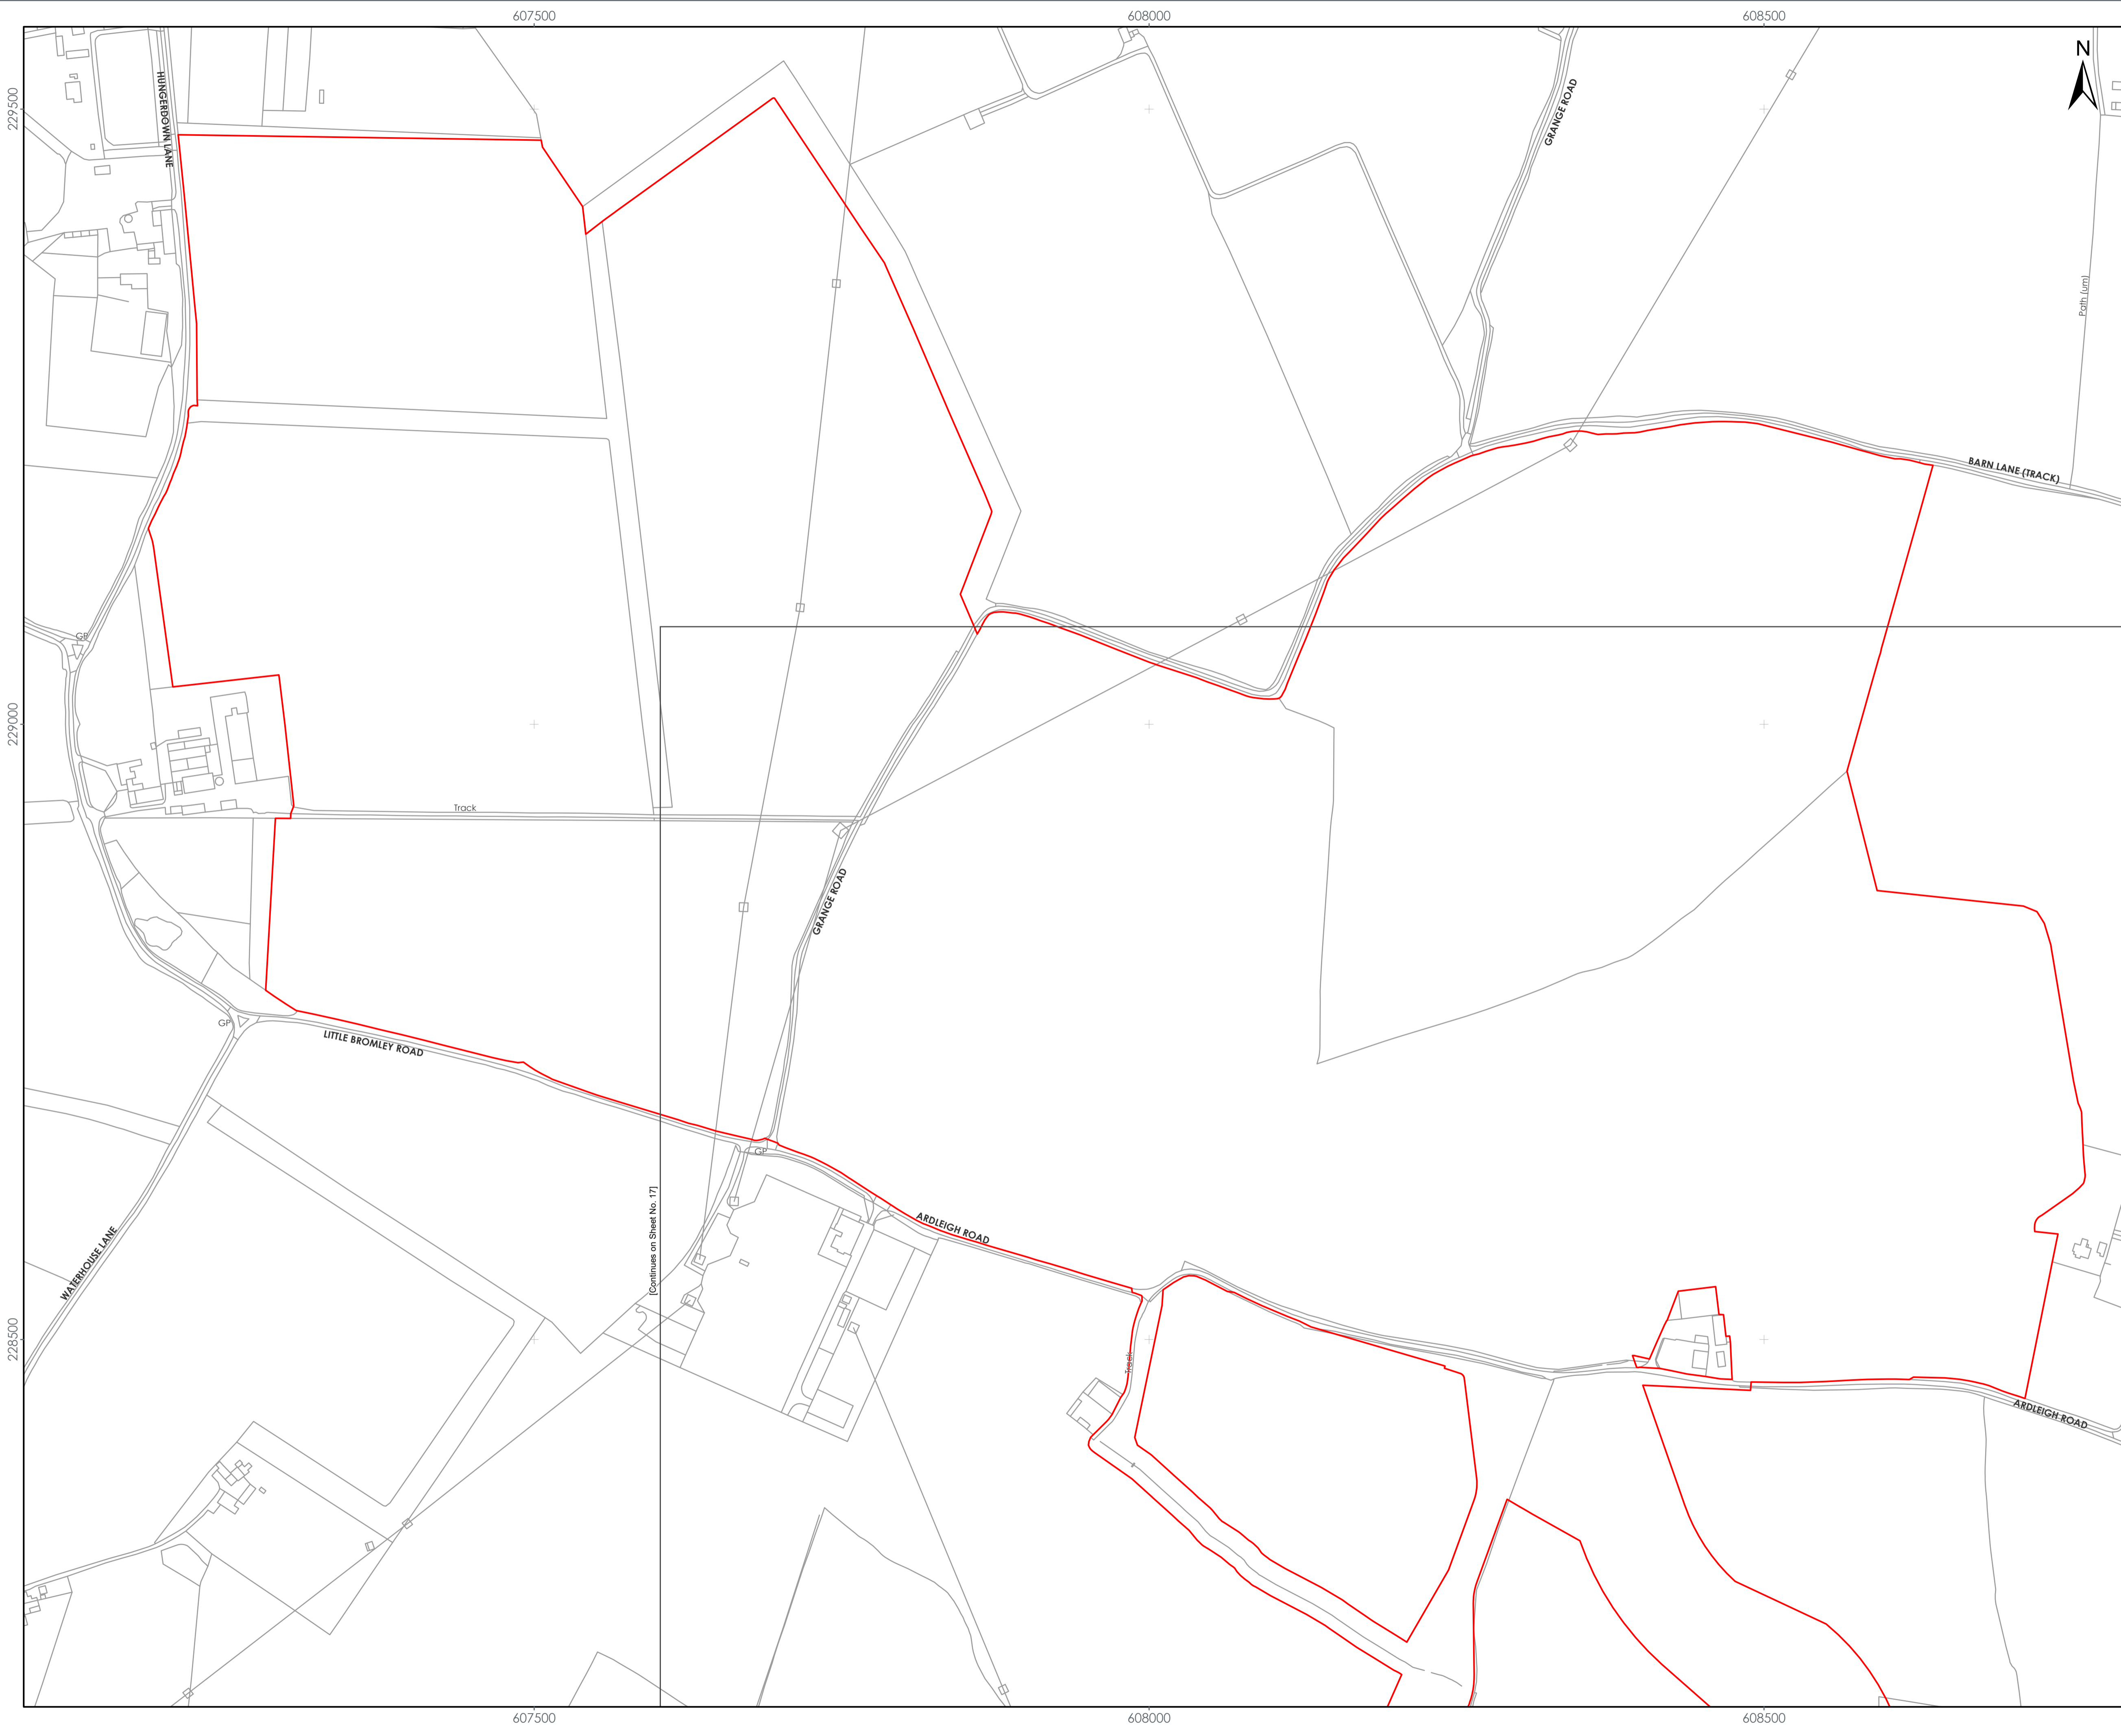 607500
608000
608500
N
229500
HUNGERDOWN LANE
GRANGE ROAD
Path (um)
BARN LANE (TRACK)
GP
229000
Track
GRANGE ROAD
GP
LITTLE BROMLEY ROAD
GP
[Continues on Sheet No. 17]
ARDLEIGH ROAD
WATERHOUSE LANE
228500
Track
ARDLEIGH ROAD
607500
608000
608500